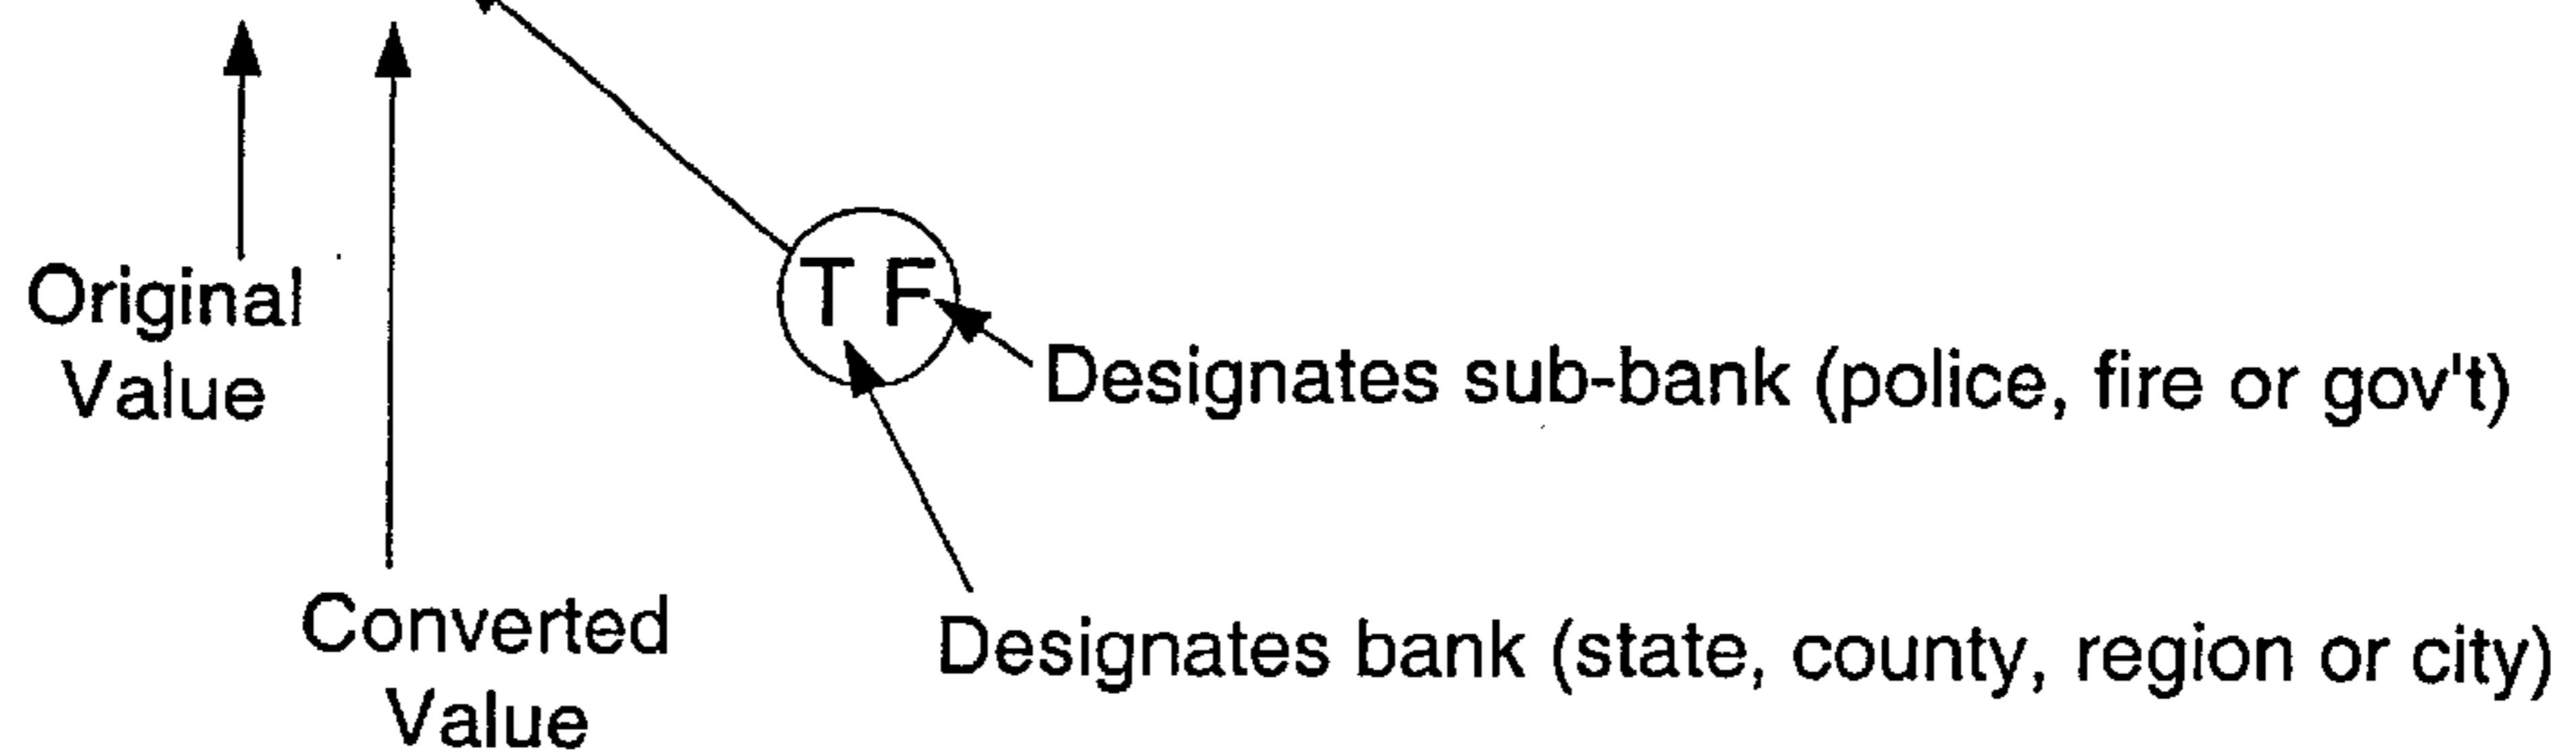 Original
Value
T F
Designates sub-bank (police, fire or gov't)
Converted
Value
Designates bank (state, county, region or city)